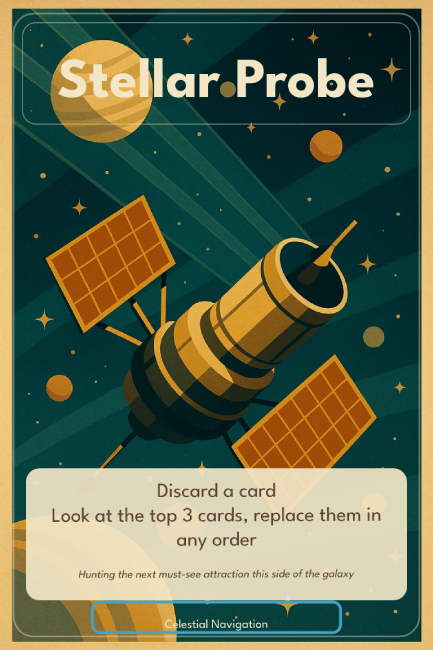 Stellar Probe
Discard a card
Look at the top 3 cards, replace them in
any order
Hunting the next must-see attraction this side of the galaxy
Celestial Navigation